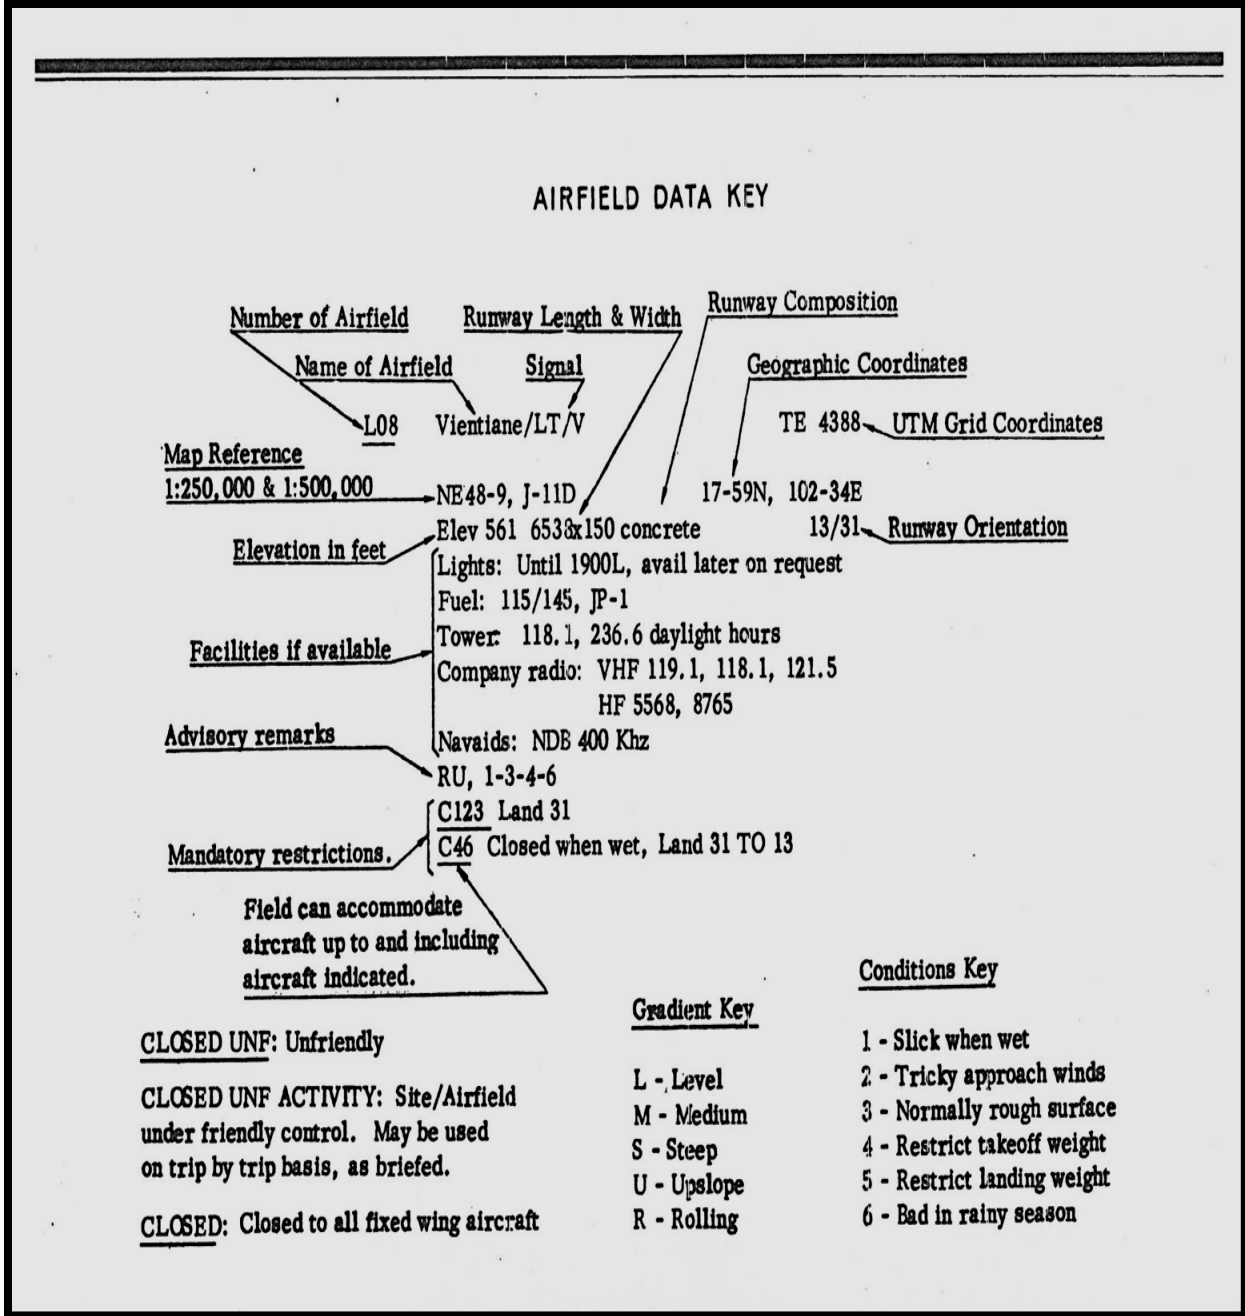 AIRFIELD DATA KEY
Number of Airfield
Runway Length & Width
Runway Composition
Name of Airfield
Signal
Geographic Coordinates
L08 Vientiane/LT/V
TE 4388
UTM Grid Coordinates
Map Reference
1:250,000 & 1:500,000
NE48-9, J-11D
17-59N, 102-34E
Elev 561 6538x150 concrete
13/31
Runway Orientation
Elevation in feet
Lights: Until 1900L, avail later on request
Fuel: 115/145, JP-1
Tower: 118.1, 236.6 daylight hours
Facilities if available
Company radio: VHF 119.1, 118.1, 121.5
HF 5568, 8765
Advisory remarks
Navaids: NDB 400 Khz
RU, 1-3-4-6
C123 Land 31
C46 Closed when wet, Land 31 TO 13
Mandatory restrictions.
Field can accommodate
aircraft up to and including
aircraft indicated.
CLOSED UNF: Unfriendly
CLOSED UNF ACTIVITY: Site/Airfield
under friendly control. May be used
on trip by trip basis, as briefed.
CLOSED: Closed to all fixed wing aircraft
Gradient Key
L - Level
M - Medium
S - Steep
U - Upslope
R - Rolling
Conditions Key
1 - Slick when wet
2 - Tricky approach winds
3 - Normally rough surface
4 - Restrict takeoff weight
5 - Restrict landing weight
6 - Bad in rainy season